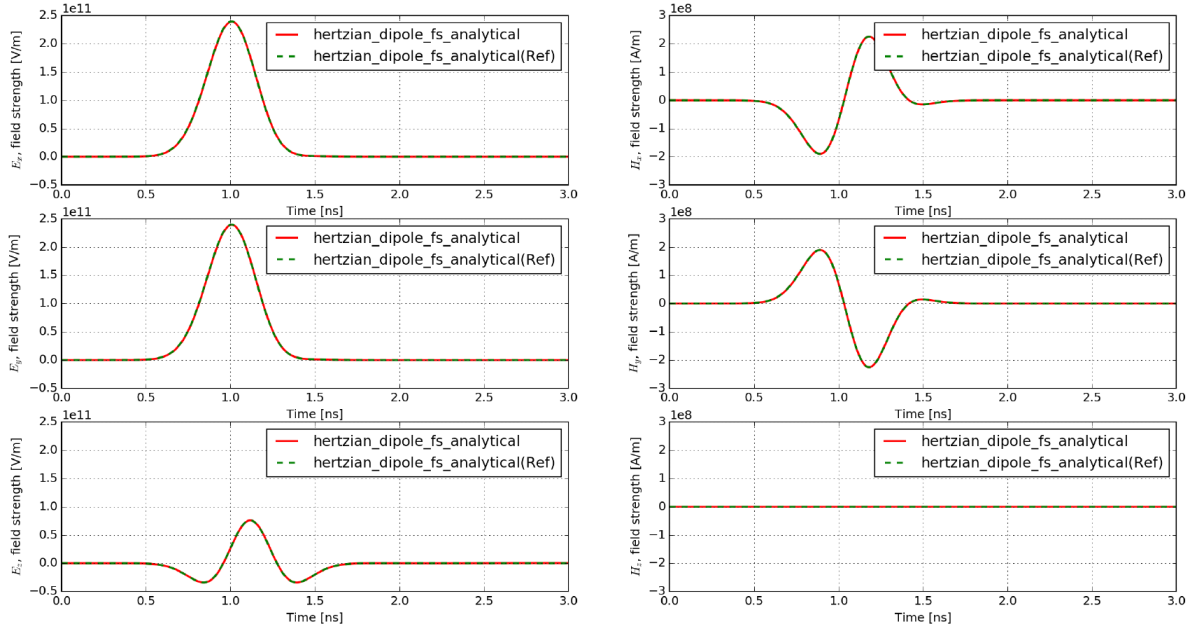 1e11
2.5
2.0
1.5
1.0
0.5
0.0
−0.5
E_x, field strength [V/m]
hertzian_dipole_fs_analytical
hertzian_dipole_fs_analytical(Ref)
0.0 0.5 1.0 1.5 2.0 2.5 3.0
Time [ns]
1e8
3
2
1
0
−1
−2
−3
H_x, field strength [A/m]
hertzian_dipole_fs_analytical
hertzian_dipole_fs_analytical(Ref)
0.0 0.5 1.0 1.5 2.0 2.5 3.0
Time [ns]
1e11
2.5
2.0
1.5
1.0
0.5
0.0
−0.5
E_y, field strength [V/m]
hertzian_dipole_fs_analytical
hertzian_dipole_fs_analytical(Ref)
0.0 0.5 1.0 1.5 2.0 2.5 3.0
Time [ns]
1e8
3
2
1
0
−1
−2
−3
H_y, field strength [A/m]
hertzian_dipole_fs_analytical
hertzian_dipole_fs_analytical(Ref)
0.0 0.5 1.0 1.5 2.0 2.5 3.0
Time [ns]
1e11
2.5
2.0
1.5
1.0
0.5
0.0
−0.5
E_z, field strength [V/m]
hertzian_dipole_fs_analytical
hertzian_dipole_fs_analytical(Ref)
0.0 0.5 1.0 1.5 2.0 2.5 3.0
Time [ns]
1e8
3
2
1
0
−1
−2
−3
H_z, field strength [A/m]
hertzian_dipole_fs_analytical
hertzian_dipole_fs_analytical(Ref)
0.0 0.5 1.0 1.5 2.0 2.5 3.0
Time [ns]